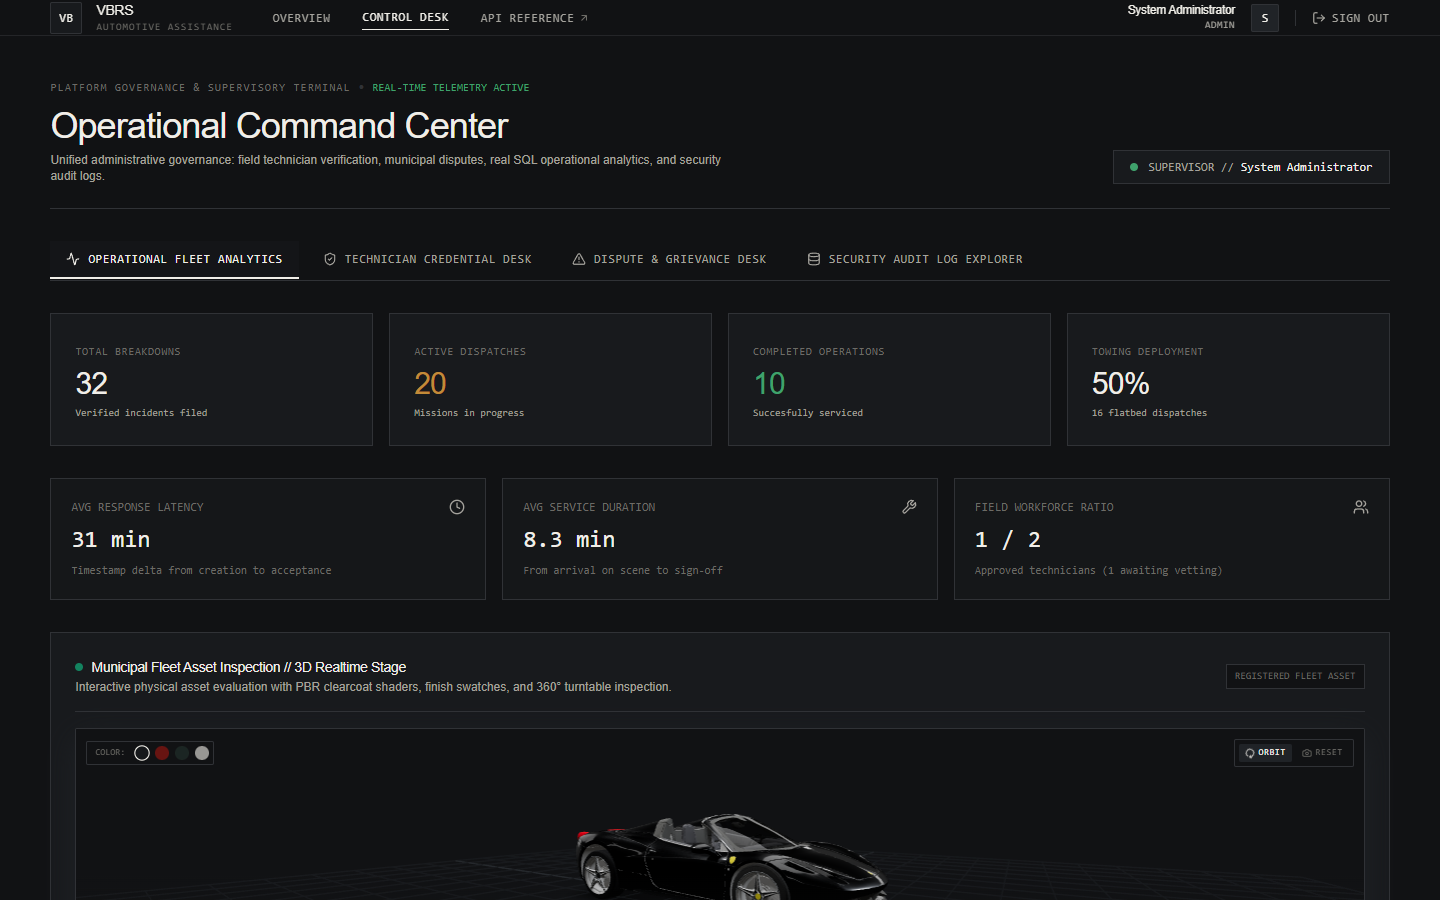 VB
VBRS
AUTOMOTIVE ASSISTANCE
OVERVIEW
CONTROL DESK
API REFERENCE ↗
System Administrator
ADMIN
S
SIGN OUT
PLATFORM GOVERNANCE & SUPERVISORY TERMINAL
REAL-TIME TELEMETRY ACTIVE
Operational Command Center
Unified administrative governance: field technician verification, municipal disputes, real SQL operational analytics, and security
audit logs.
SUPERVISOR // System Administrator
OPERATIONAL FLEET ANALYTICS
TECHNICIAN CREDENTIAL DESK
DISPUTE & GRIEVANCE DESK
SECURITY AUDIT LOG EXPLORER
TOTAL BREAKDOWNS
32
Verified incidents filed
ACTIVE DISPATCHES
20
Missions in progress
COMPLETED OPERATIONS
10
Succesfully serviced
TOWING DEPLOYMENT
50%
16 flatbed dispatches
AVG RESPONSE LATENCY
31 min
Timestamp delta from creation to acceptance
AVG SERVICE DURATION
8.3 min
From arrival on scene to sign-off
FIELD WORKFORCE RATIO
1 / 2
Approved technicians (1 awaiting vetting)
Municipal Fleet Asset Inspection // 3D Realtime Stage
Interactive physical asset evaluation with PBR clearcoat shaders, finish swatches, and 360° turntable inspection.
REGISTERED FLEET ASSET
COLOR:
ORBIT
RESET